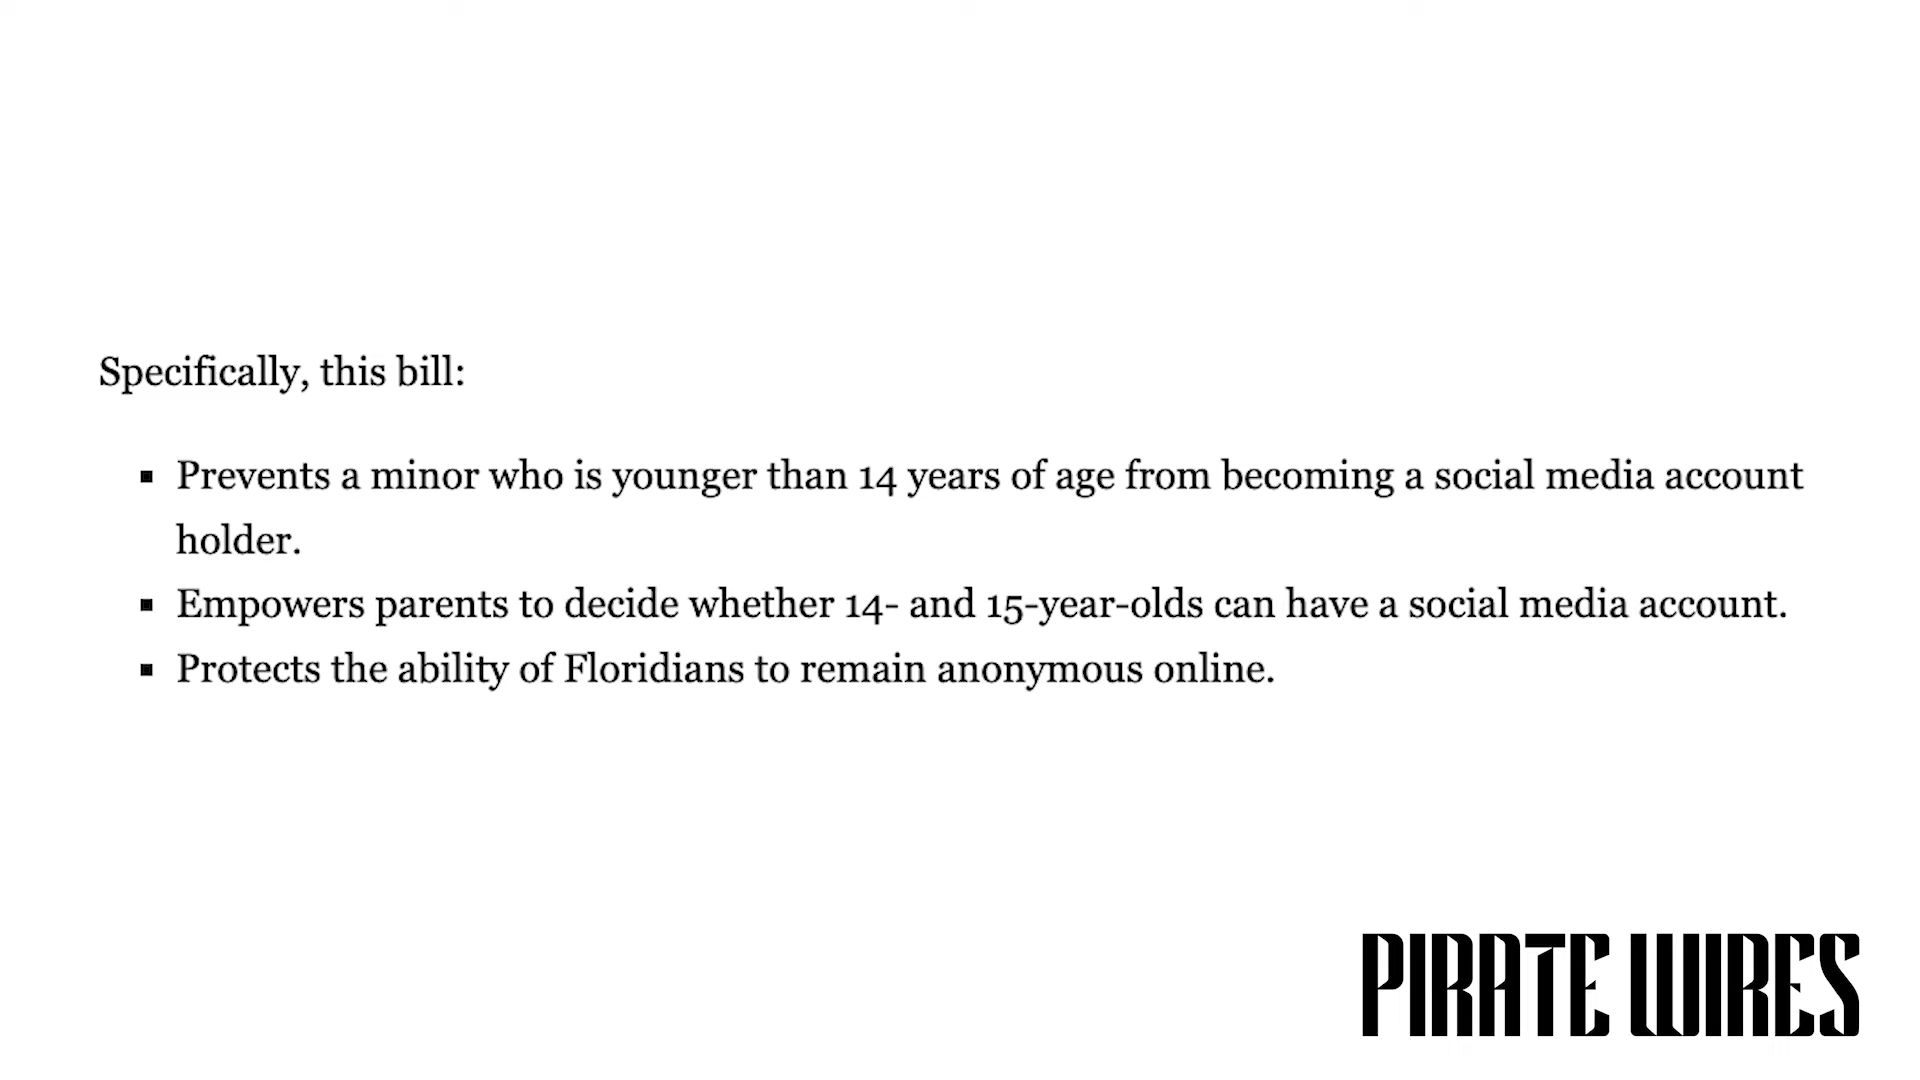 Specifically, this bill:
▪ Prevents a minor who is younger than 14 years of age from becoming a social media account
holder.
▪ Empowers parents to decide whether 14- and 15-year-olds can have a social media account.
▪ Protects the ability of Floridians to remain anonymous online.
PIRATE WIRES